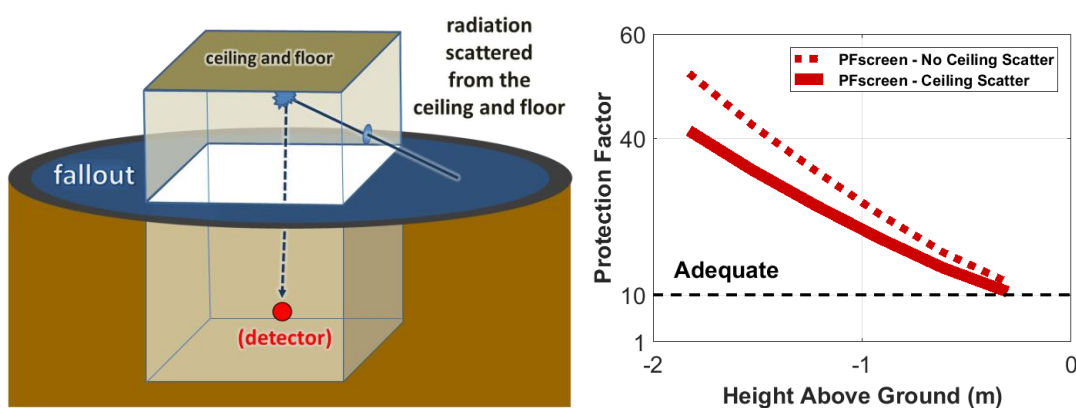 ceiling and floor
radiation
scattered
from the
ceiling and floor
fallout
(detector)
60
40
10
1
Protection Factor
PFscreen - No Ceiling Scatter
PFscreen - Ceiling Scatter
Adequate
-2
-1
0
Height Above Ground (m)